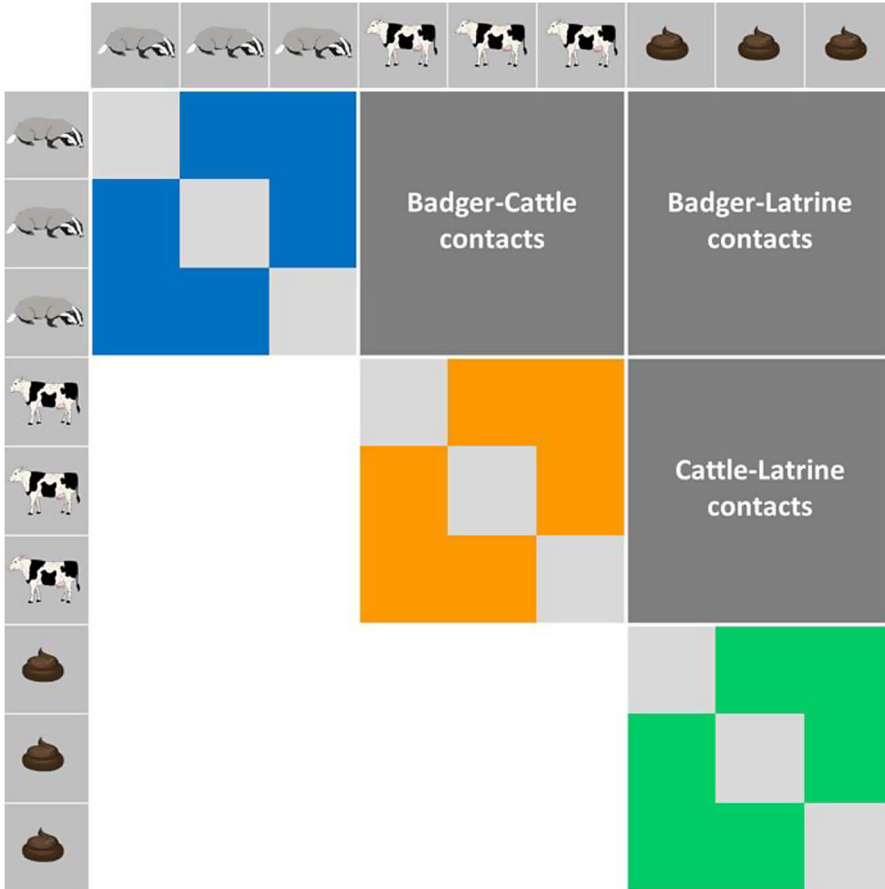 Badger-Cattle
contacts
Badger-Latrine
contacts
Cattle-Latrine
contacts